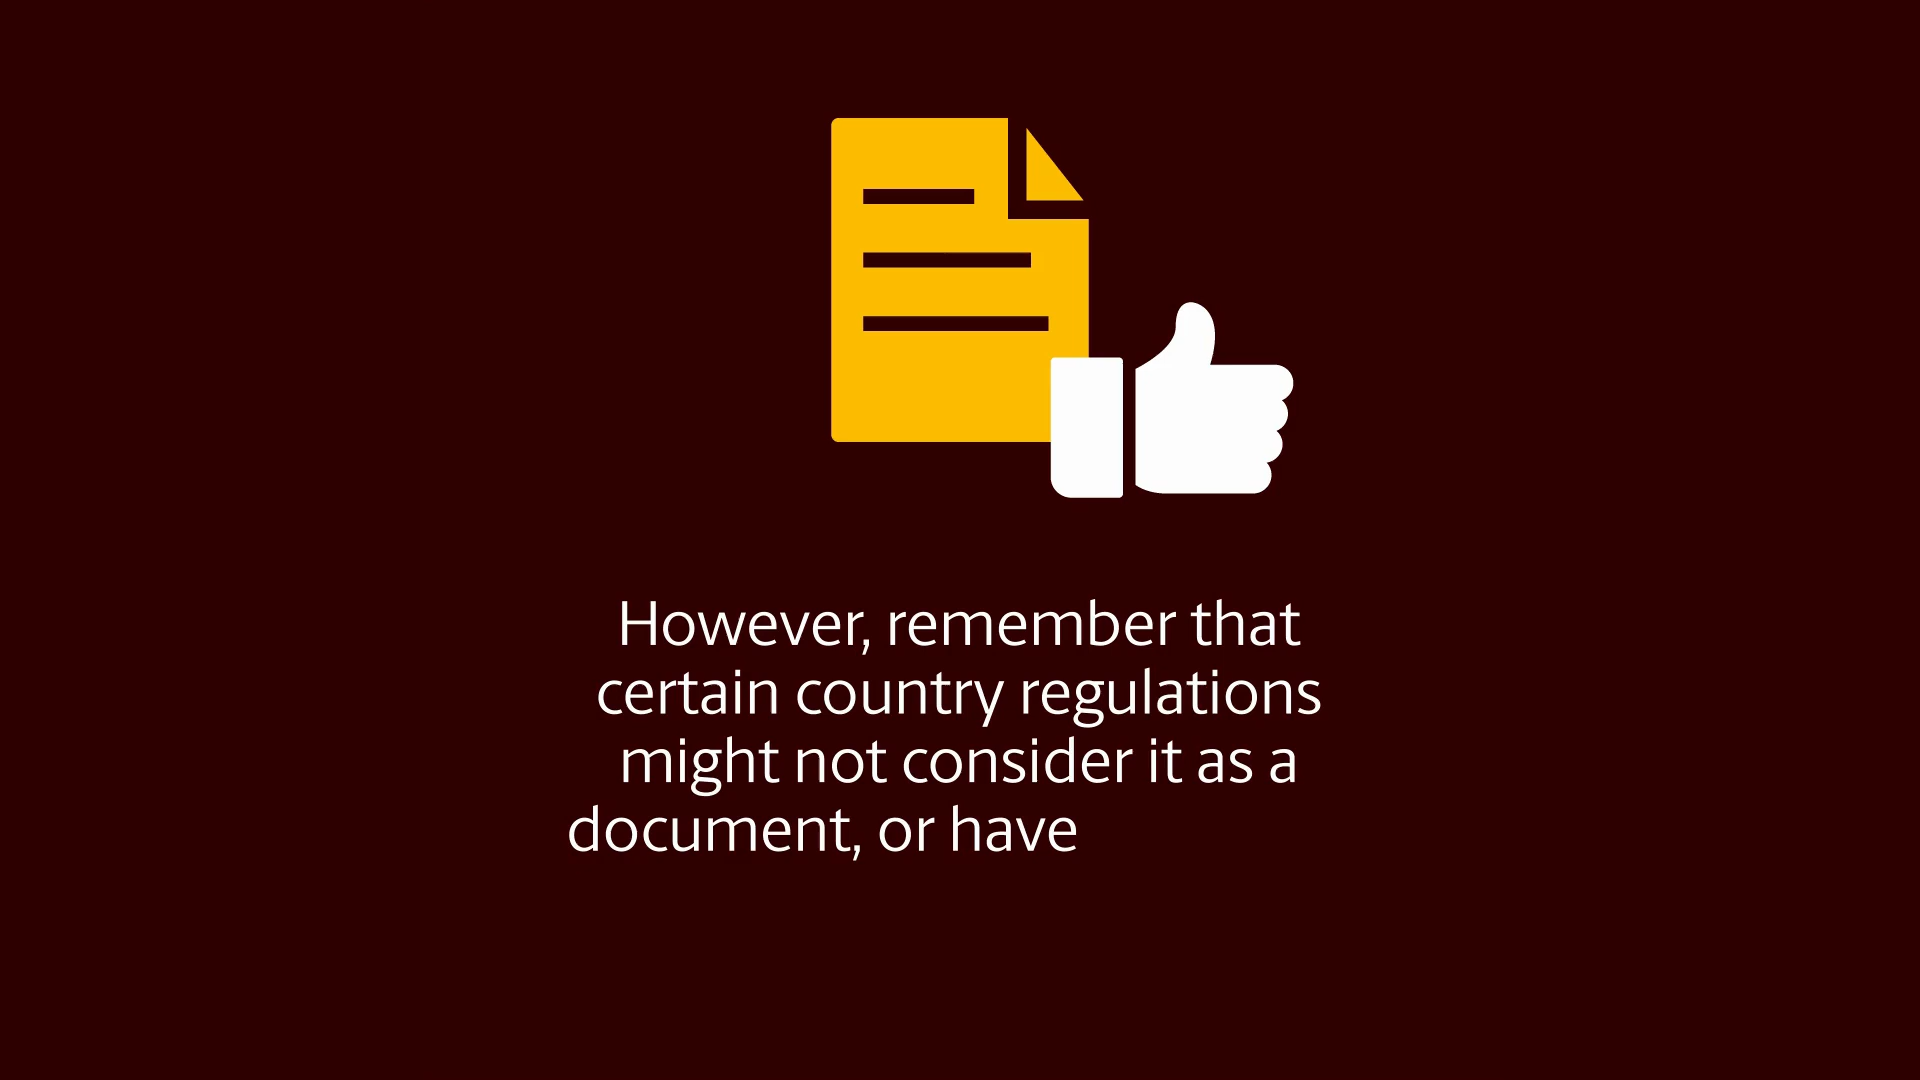 However, remember that
certain country regulations
might not consider it as a
document, or have